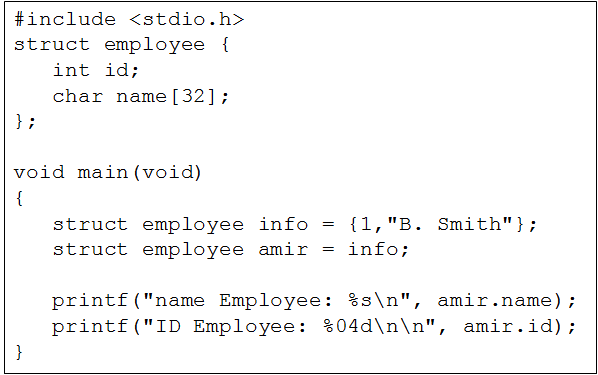 #include <stdio.h>
struct employee {
   int id;
   char name[32];
};

void main(void)
{
   struct employee info = {1,"B. Smith"};
   struct employee amir = info;

   printf("name Employee: %s\n", amir.name);
   printf("ID Employee: %04d\n\n", amir.id);
}